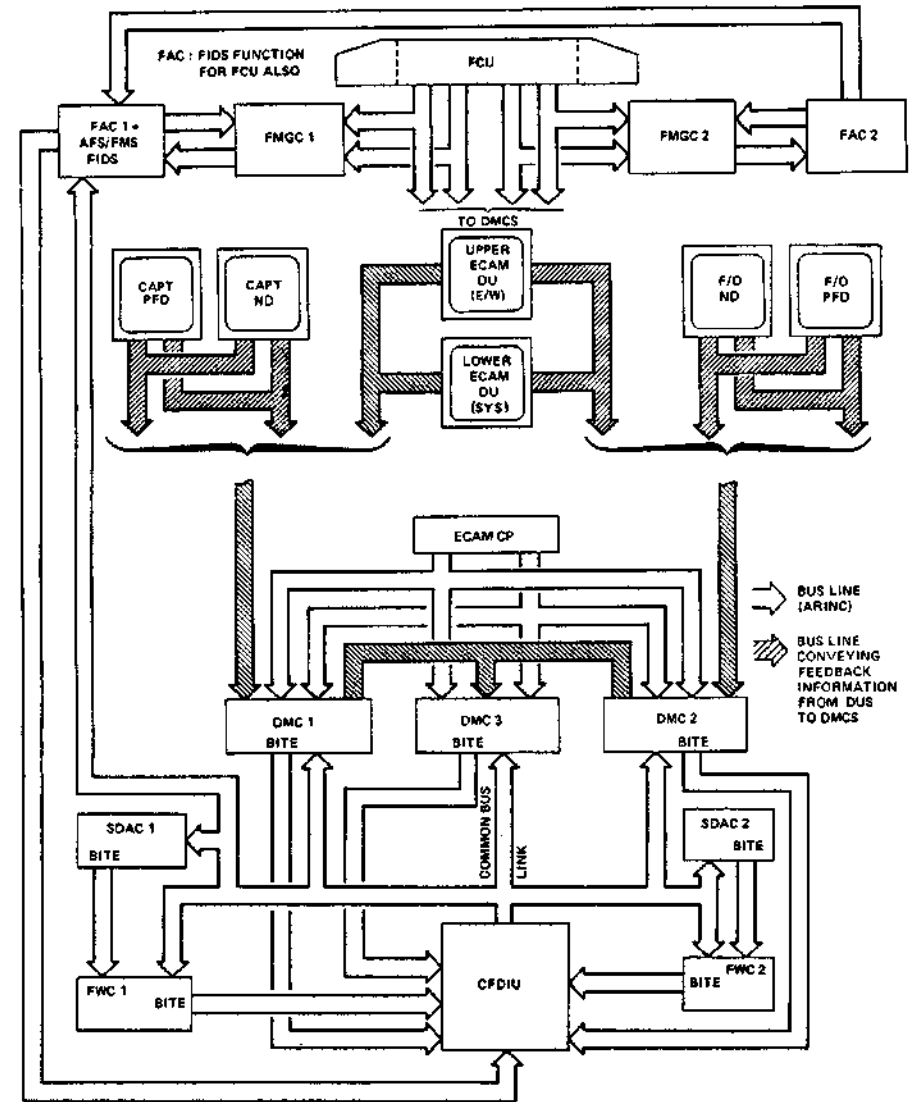 FAC : FIDS FUNCTION
FOR FCU ALSO
FCU
FAC 1 +
AFS/FMS
FIDS
FMGC 1
FMGC 2
FAC 2
TO DMCS
CAPT
PFD
CAPT
ND
UPPER
ECAM
DU
(E/W)
F/O
ND
F/O
PFD
LOWER
ECAM
DU
(SYS)
ECAM CP
BUS LINE
(ARINC)
BUS LINE
CONVEYING
FEEDBACK
INFORMATION
FROM DUS
TO DMCS
DMC 1
BITE
DMC 3
BITE
DMC 2
BITE
COMMON BUS
LINK
SDAC 1
BITE
SDAC 2
BITE
FWC 1
BITE
CFDIU
FWC 2
BITE